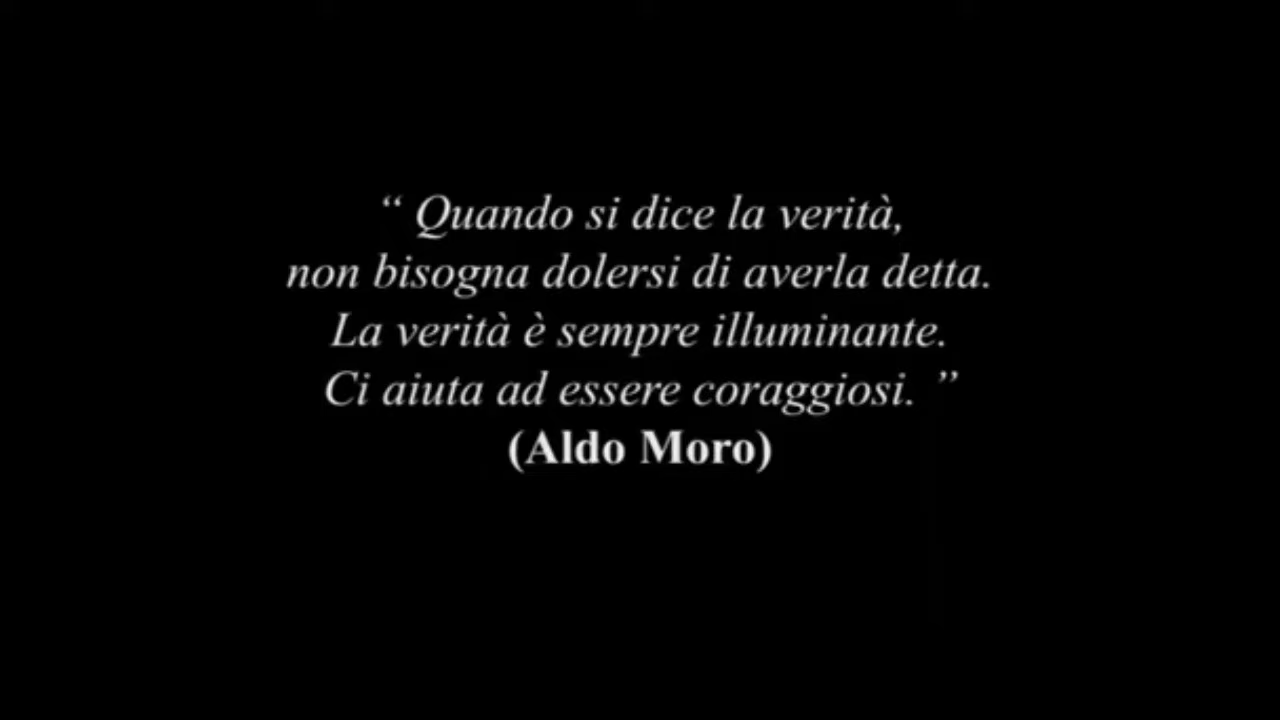 “ Quando si dice la verità,
non bisogna dolersi di averla detta.
La verità è sempre illuminante.
Ci aiuta ad essere coraggiosi. ”
(Aldo Moro)